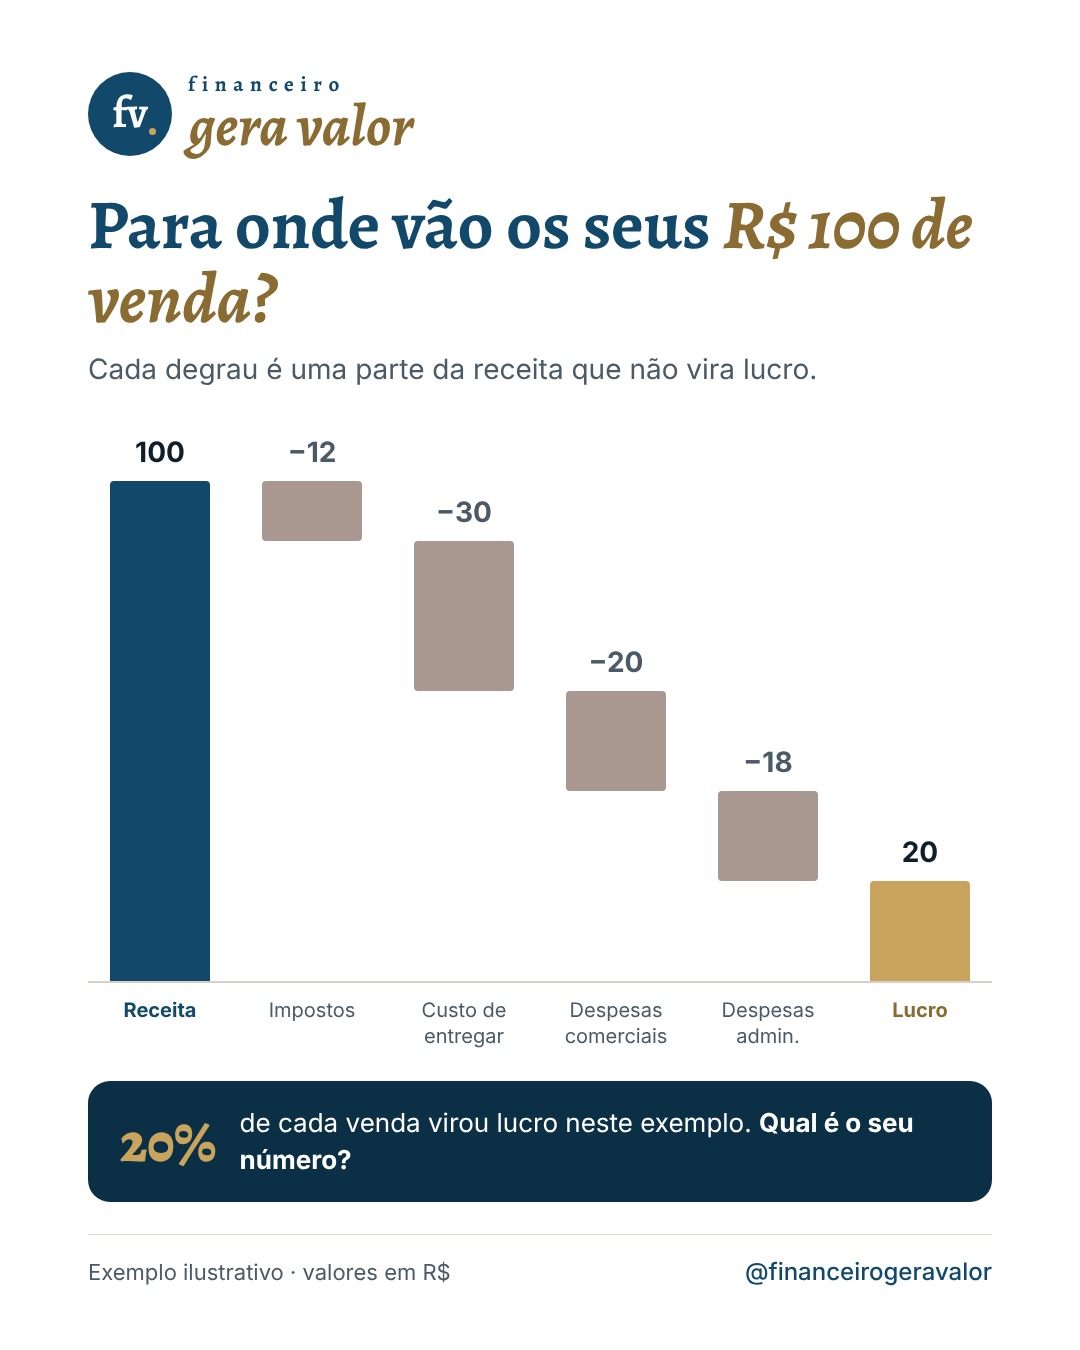 fv.
financeiro
gera valor
Para onde vão os seus R$ 100 de
venda?
Cada degrau é uma parte da receita que não vira lucro.
100
−12
−30
−20
−18
20
Receita
Impostos
Custo de
entregar
Despesas
comerciais
Despesas
admin.
Lucro
20%
de cada venda virou lucro neste exemplo. Qual é o seu
número?
Exemplo ilustrativo · valores em R$
@financeirogeravalor